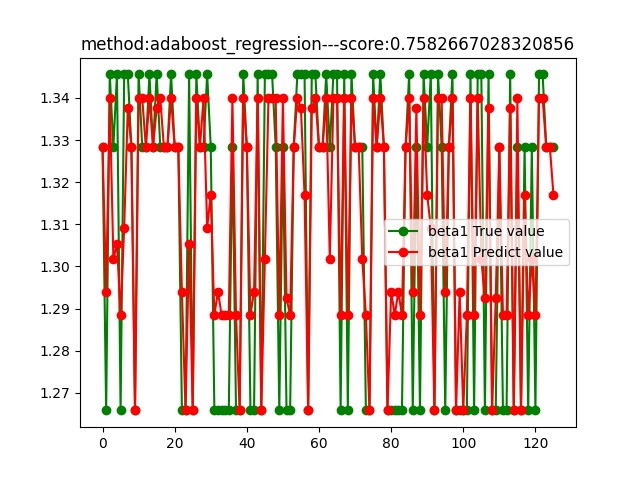 method:adaboost_regression---score:0.7582667028320856
1.34
1.33
1.32
1.31
1.30
1.29
1.28
1.27
beta1 True value
beta1 Predict value
0 20 40 60 80 100 120